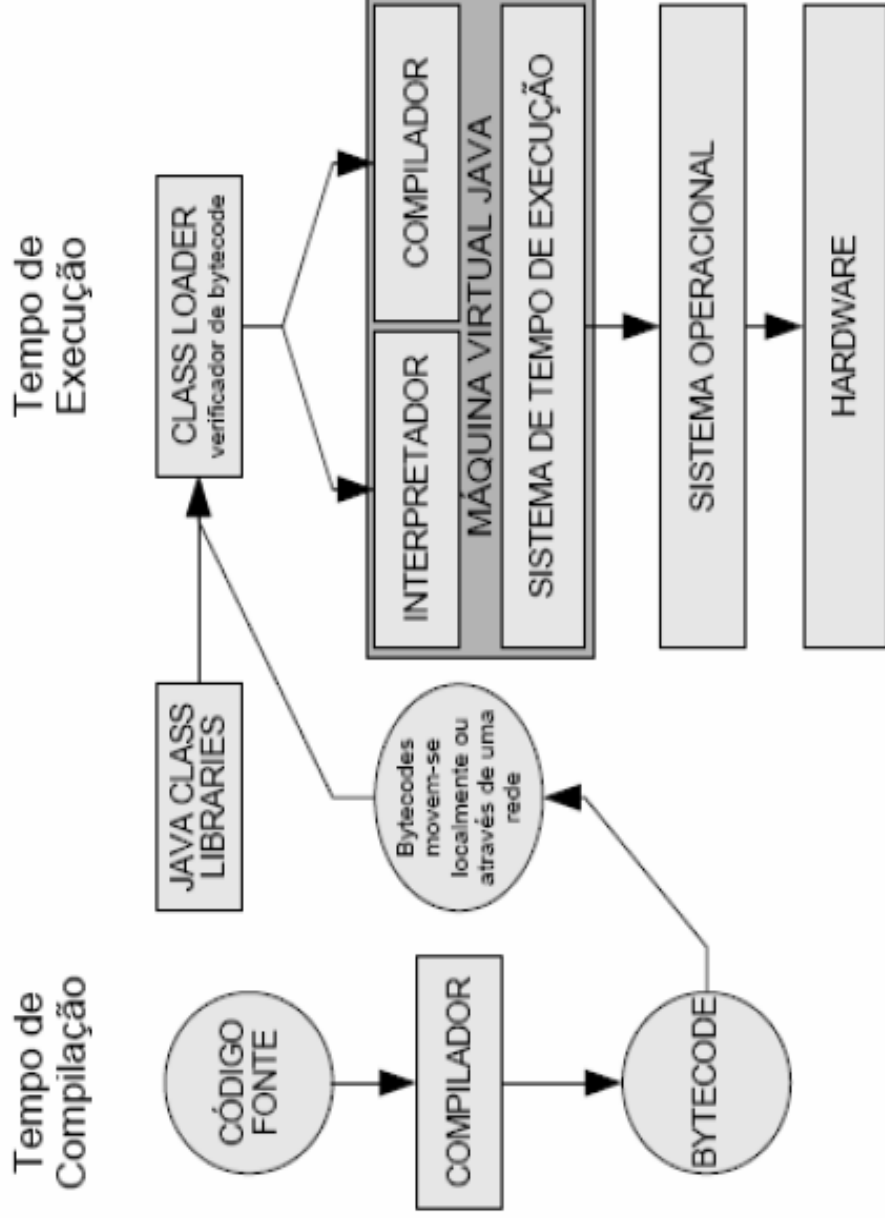 Tempo de
Compilação
CÓDIGO
FONTE
COMPILADOR
BYTECODE
JAVA CLASS
LIBRARIES
Bytecodes
movem-se
localmente ou
através de uma
rede
Tempo de
Execução
CLASS LOADER
verificador de bytecode
INTERPRETADOR
COMPILADOR
MÁQUINA VIRTUAL JAVA
SISTEMA DE TEMPO DE EXECUÇÃO
SISTEMA OPERACIONAL
HARDWARE